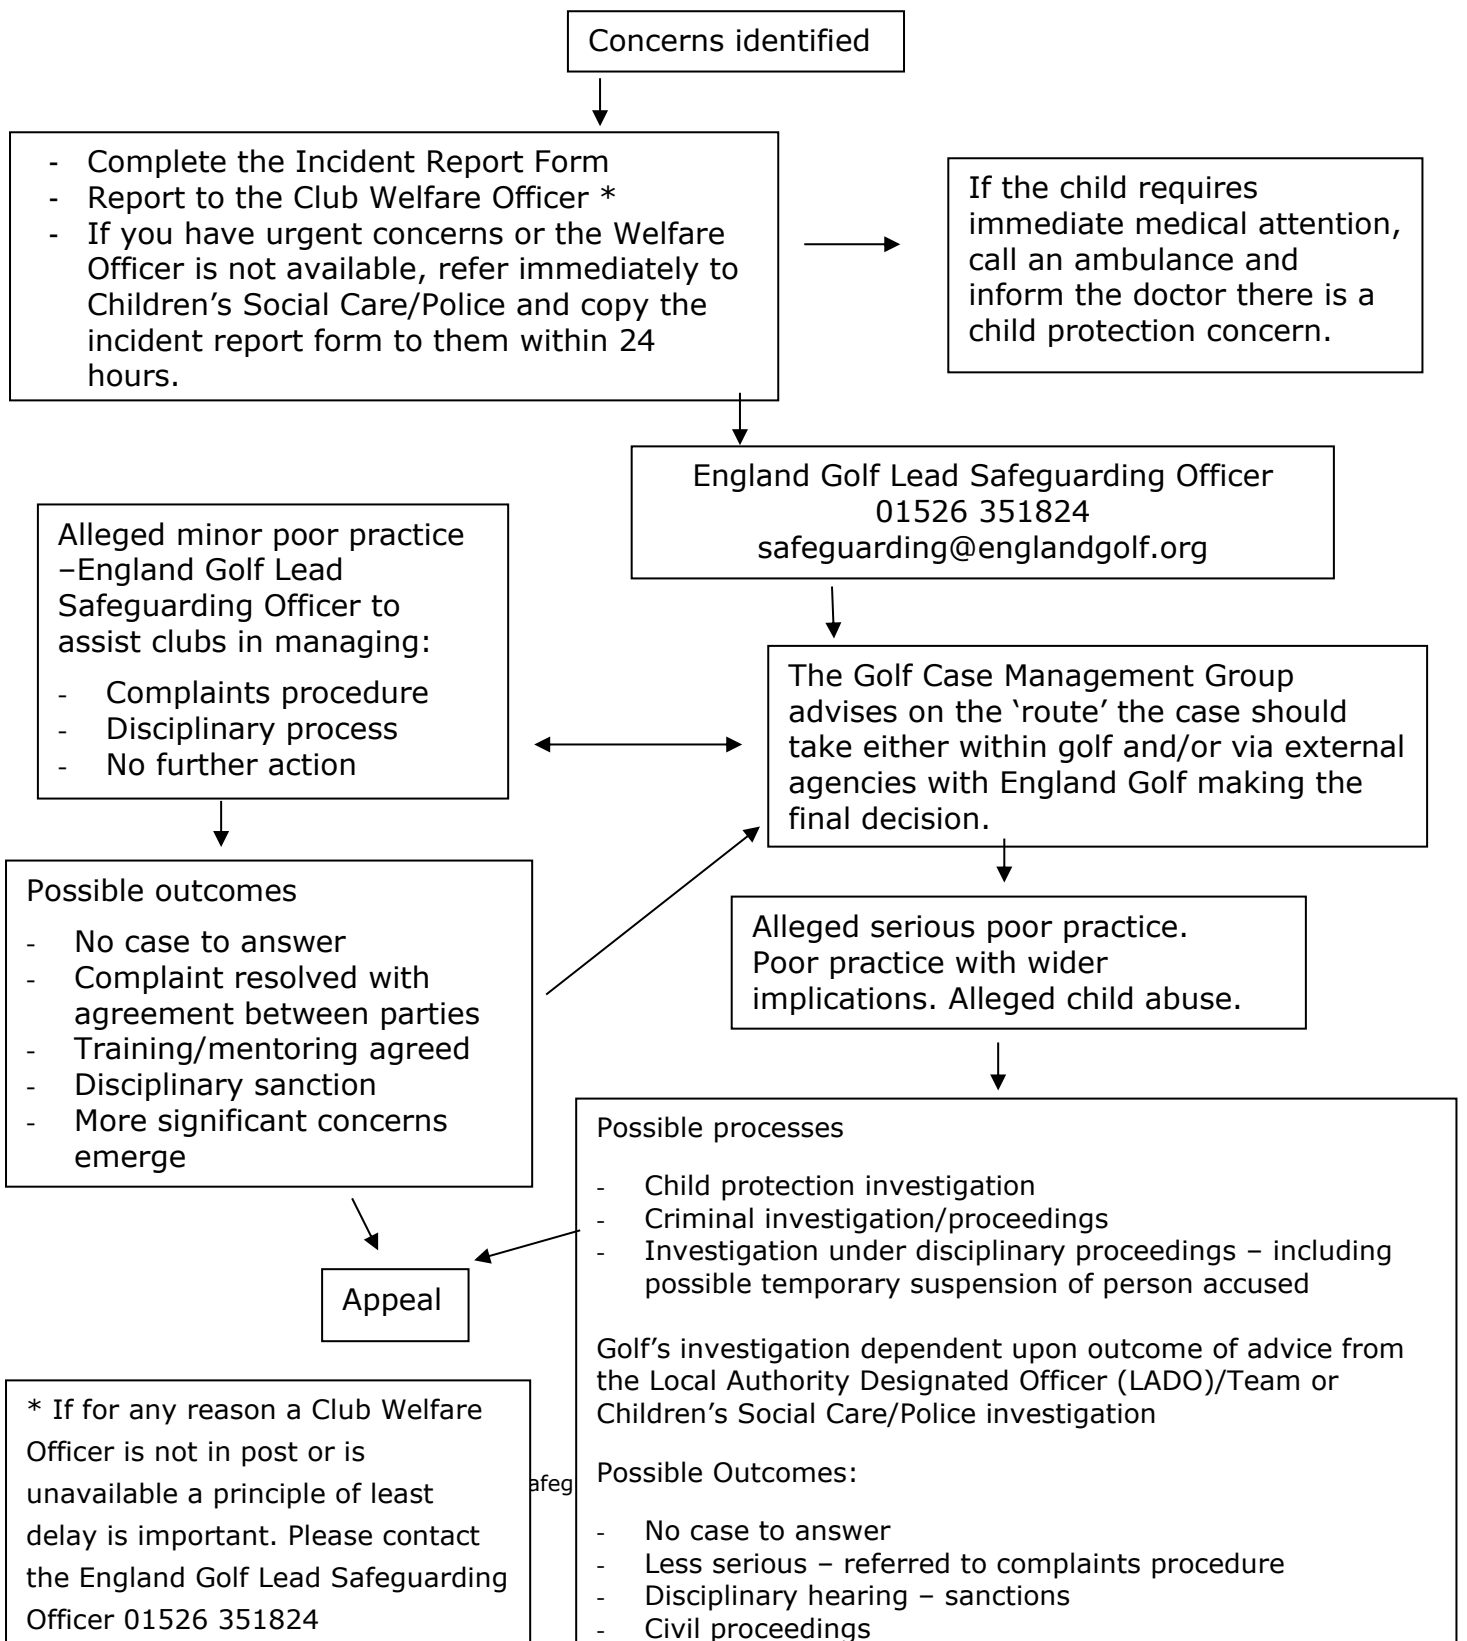 Concerns identified
- Complete the Incident Report Form
- Report to the Club Welfare Officer *
- If you have urgent concerns or the Welfare
Officer is not available, refer immediately to
Children’s Social Care/Police and copy the
incident report form to them within 24
hours.
If the child requires
immediate medical attention,
call an ambulance and
inform the doctor there is a
child protection concern.
England Golf Lead Safeguarding Officer
01526 351824
safeguarding@englandgolf.org
Alleged minor poor practice
–England Golf Lead
Safeguarding Officer to
assist clubs in managing:
- Complaints procedure
- Disciplinary process
- No further action
The Golf Case Management Group
advises on the ‘route’ the case should
take either within golf and/or via external
agencies with England Golf making the
final decision.
Possible outcomes
- No case to answer
- Complaint resolved with
agreement between parties
- Training/mentoring agreed
- Disciplinary sanction
- More significant concerns
emerge
Alleged serious poor practice.
Poor practice with wider
implications. Alleged child abuse.
Appeal
Possible processes
- Child protection investigation
- Criminal investigation/proceedings
- Investigation under disciplinary proceedings – including
possible temporary suspension of person accused
Golf’s investigation dependent upon outcome of advice from
the Local Authority Designated Officer (LADO)/Team or
Children’s Social Care/Police investigation
Possible Outcomes:
- No case to answer
- Less serious – referred to complaints procedure
- Disciplinary hearing – sanctions
- Civil proceedings
* If for any reason a Club Welfare
Officer is not in post or is
unavailable a principle of least
delay is important. Please contact
the England Golf Lead Safeguarding
Officer 01526 351824